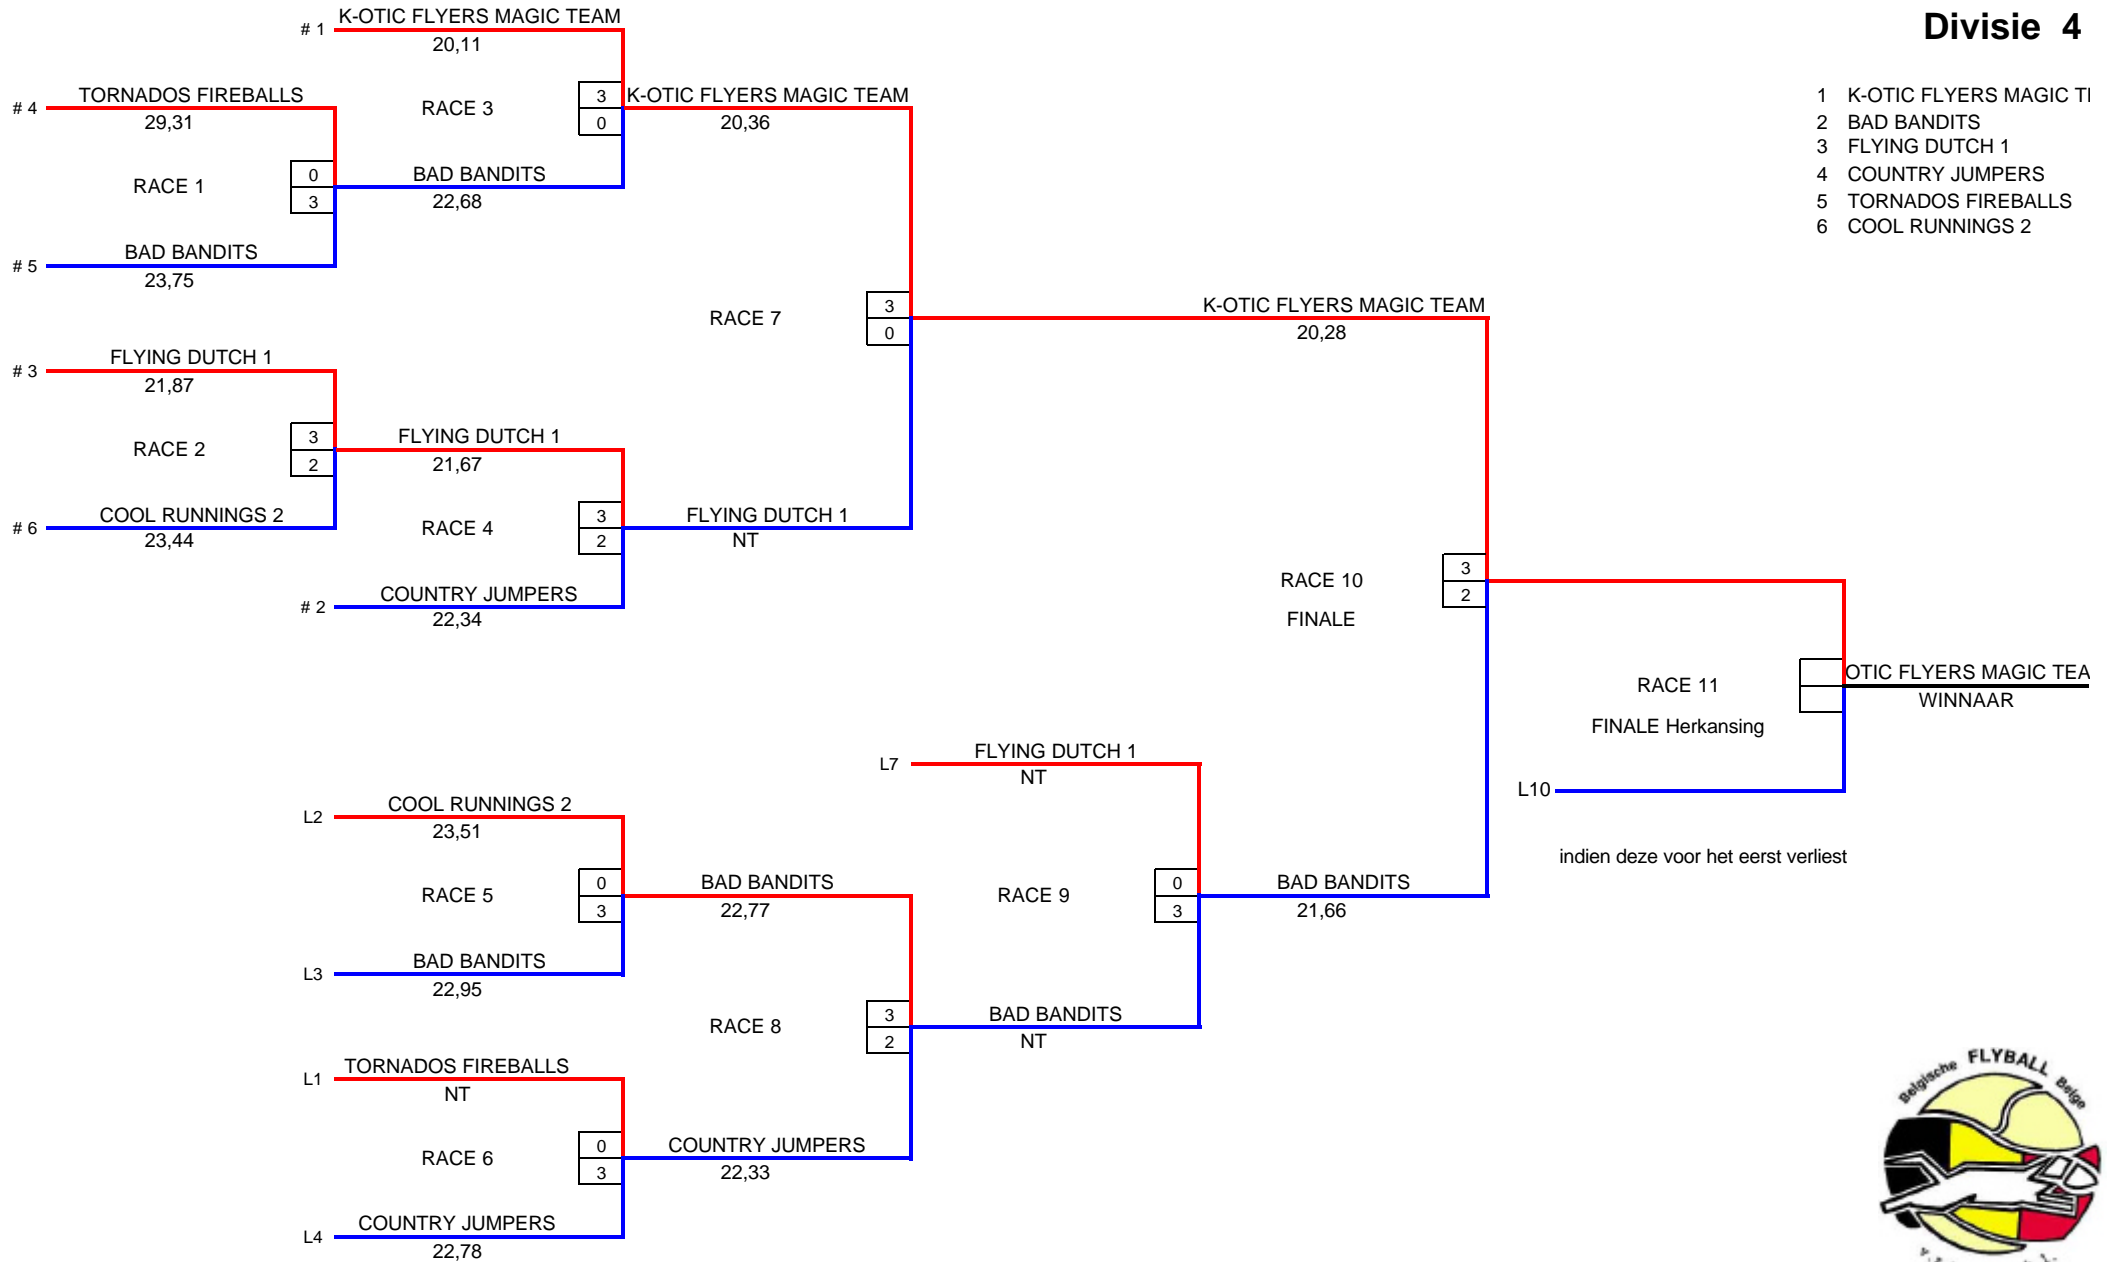 Divisie 4
1 K-OTIC FLYERS MAGIC TE
2 BAD BANDITS
3 FLYING DUTCH 1
4 COUNTRY JUMPERS
5 TORNADOS FIREBALLS
6 COOL RUNNINGS 2
# 1 K-OTIC FLYERS MAGIC TEAM
20,11
RACE 3
3
0
# 4 TORNADOS FIREBALLS
29,31
RACE 1
0
3
BAD BANDITS
22,68
# 5 BAD BANDITS
23,75
K-OTIC FLYERS MAGIC TEAM
20,36
RACE 7
3
0
K-OTIC FLYERS MAGIC TEAM
20,28
# 3 FLYING DUTCH 1
21,87
RACE 2
3
2
FLYING DUTCH 1
21,67
# 6 COOL RUNNINGS 2
23,44
RACE 4
3
2
FLYING DUTCH 1
NT
# 2 COUNTRY JUMPERS
22,34
RACE 10
FINALE
3
2
RACE 11
FINALE Herkansing
OTIC FLYERS MAGIC TEA
WINNAAR
L10
indien deze voor het eerst verliest
L7 FLYING DUTCH 1
NT
L2 COOL RUNNINGS 2
23,51
RACE 5
0
3
BAD BANDITS
22,77
L3 BAD BANDITS
22,95
RACE 9
0
3
BAD BANDITS
21,66
RACE 8
3
2
BAD BANDITS
NT
L1 TORNADOS FIREBALLS
NT
RACE 6
0
3
COUNTRY JUMPERS
22,33
L4 COUNTRY JUMPERS
22,78
Belgische FLYBALL Belge